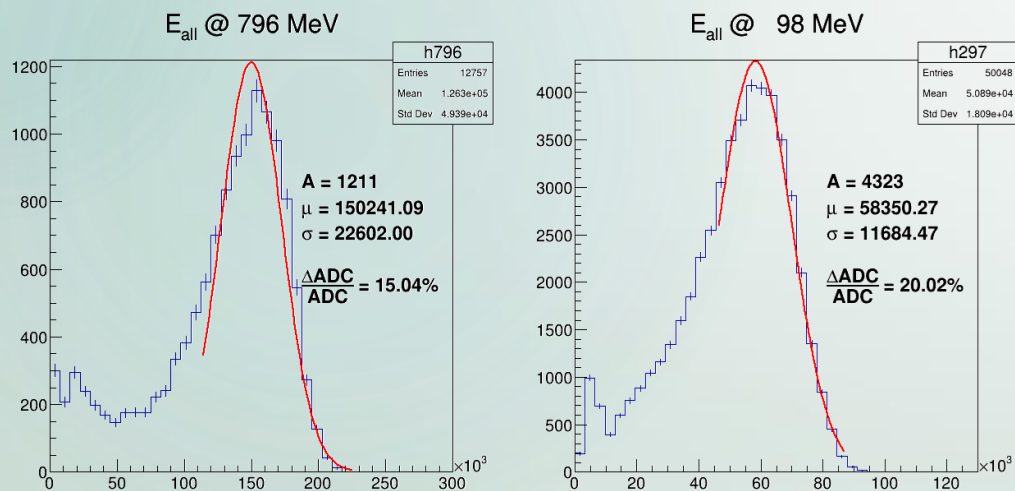 E_all @ 796 MeV
h796
Entries 12757
Mean 1.263e+05
Std Dev 4.939e+04
A = 1211
μ = 150241.09
σ = 22602.00
ΔADC
ADC = 15.04%
1200
1000
800
600
400
200
0
0 50 100 150 200 250 300
×10³
E_all @ 98 MeV
h297
Entries 50048
Mean 5.089e+04
Std Dev 1.809e+04
A = 4323
μ = 58350.27
σ = 11684.47
ΔADC
ADC = 20.02%
4000
3500
3000
2500
2000
1500
1000
500
0
0 20 40 60 80 100 120
×10³